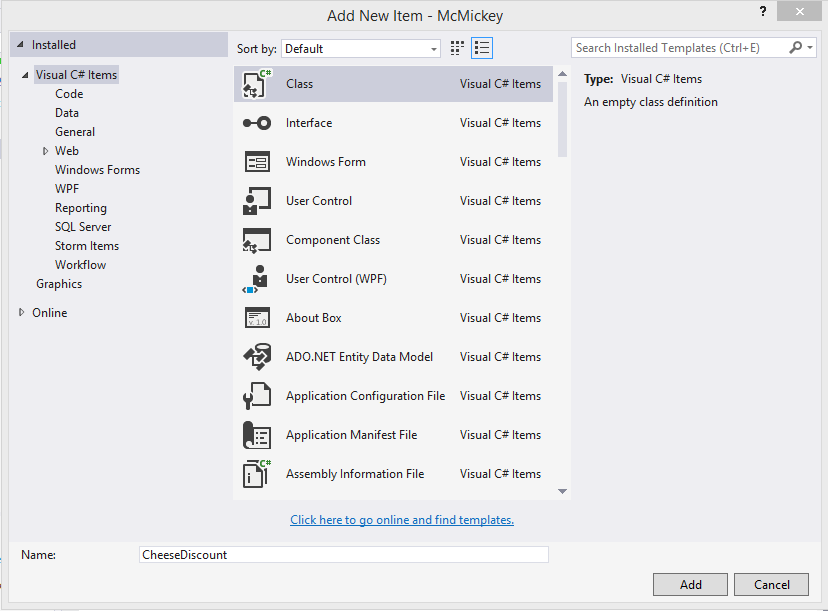 Add New Item - McMickey
?
Installed
Visual C# Items
Code
Data
General
Web
Windows Forms
WPF
Reporting
SQL Server
Storm Items
Workflow
Graphics
Online
Sort by: Default
Class Visual C# Items
Interface Visual C# Items
Windows Form Visual C# Items
User Control Visual C# Items
Component Class Visual C# Items
User Control (WPF) Visual C# Items
About Box Visual C# Items
ADO.NET Entity Data Model Visual C# Items
Application Configuration File Visual C# Items
Application Manifest File Visual C# Items
Assembly Information File Visual C# Items
Click here to go online and find templates.
Search Installed Templates (Ctrl+E)
Type: Visual C# Items
An empty class definition
Name: CheeseDiscount
Add Cancel